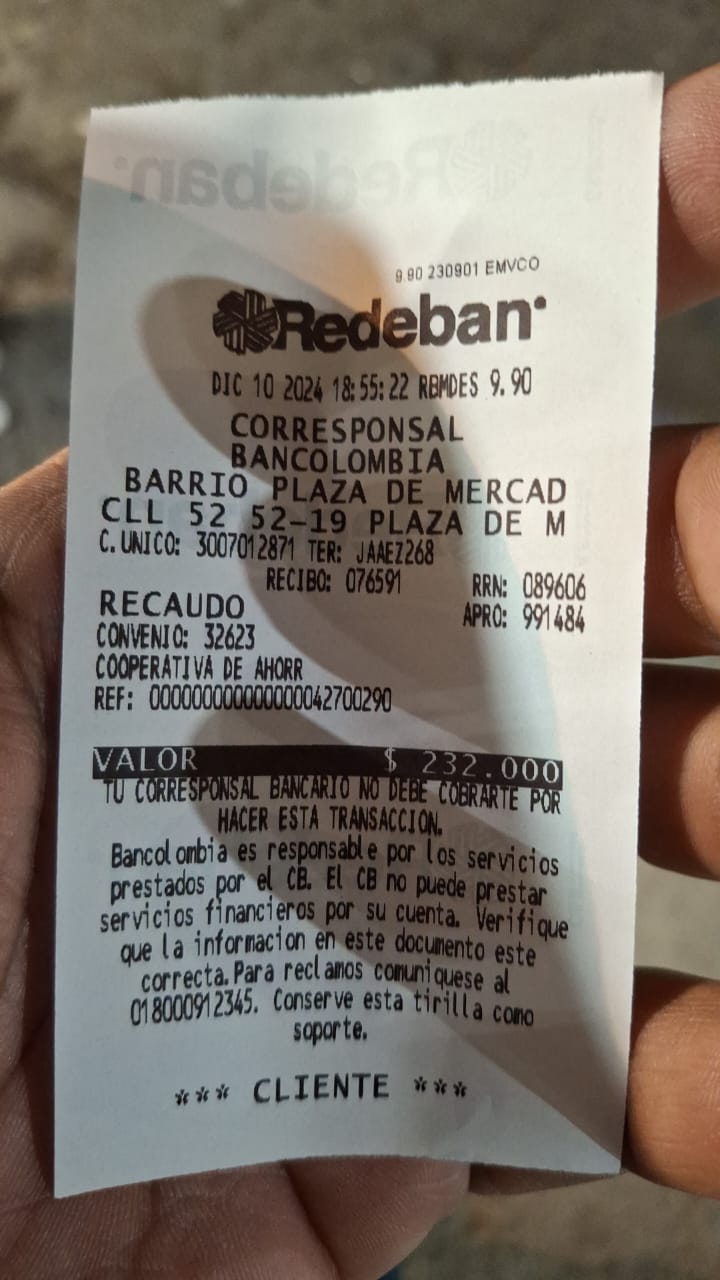 9.90 230901 EMVCO
Redeban
DIC 10 2024 18:55:22 RBMDES 9.90
CORRESPONSAL
BANCOLOMBIA
BARRIO PLAZA DE MERCAD
CLL 52 52-19 PLAZA DE M
C.UNICO: 3007012871 TER: JAAEZ268
RECIBO: 076591 RRN: 089606
RECAUDO APRO: 991484
CONVENIO: 32623
COOPERATIVA DE AHORR
REF: 000000000000000042700290
VALOR $ 232.000
TU CORRESPONSAL BANCARIO NO DEBE COBRARTE POR
HACER ESTA TRANSACCION.
Bancolombia es responsable por los servicios
prestados por el CB. El CB no puede prestar
servicios financieros por su cuenta. Verifique
que la informacion en este documento este
correcta.Para reclamos comuniquese al
018000912345. Conserve esta tirilla como
soporte.
*** CLIENTE ***